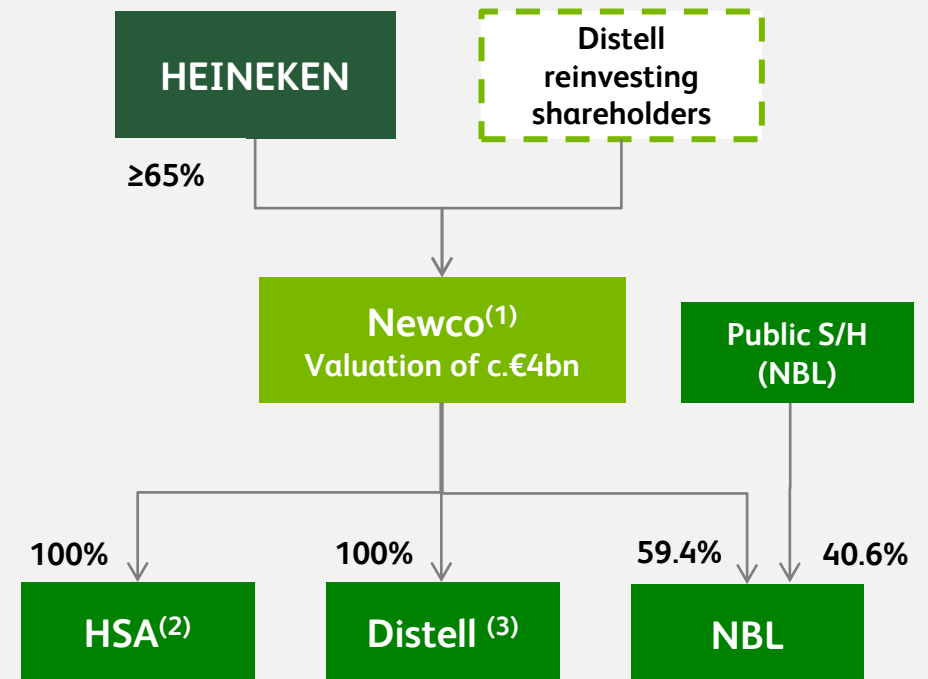 HEINEKEN
Distell
reinvesting
shareholders
≥65%
Newco(1)
Valuation of c.€4bn
Public S/H
(NBL)
100%
100%
59.4%
40.6%
HSA(2)
Distell (3)
NBL